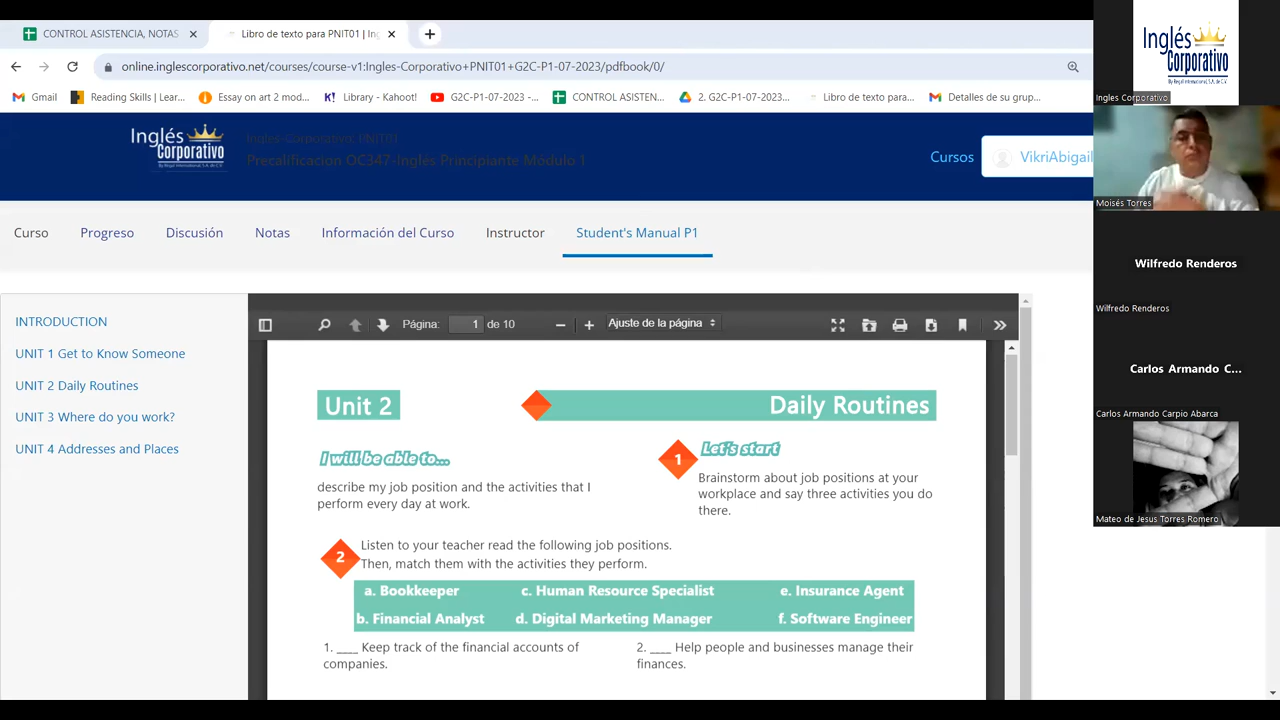 CONTROL ASISTENCIA, NOTAS
Libro de texto para PNIT01 | Ing
online.inglescorporativo.net/courses/course-v1:Ingles-Corporativo+PNIT01+G2C-P1-07-2023/pdfbook/0/
Gmail
Reading Skills | Lear...
Essay on art 2 mod...
Library - Kahoot!
G2C-P1-07-2023 -...
CONTROL ASISTEN...
2. G2C-P1-07-2023...
Libro de texto para...
Detalles de su grup...
Inglés
Corporativo
Ingles-Corporativo: PNIT01
Precalificacion OC347-Inglés Principiante Módulo 1
Cursos
VikriAbigail
Curso
Progreso
Discusión
Notas
Información del Curso
Instructor
Student's Manual P1
INTRODUCTION
UNIT 1 Get to Know Someone
UNIT 2 Daily Routines
UNIT 3 Where do you work?
UNIT 4 Addresses and Places
Página: 1 de 10
Ajuste de la página
Unit 2
Daily Routines
I will be able to...
describe my job position and the activities that I
perform every day at work.
1
Let's start
Brainstorm about job positions at your
workplace and say three activities you do
there.
2
Listen to your teacher read the following job positions.
Then, match them with the activities they perform.
a. Bookkeeper
c. Human Resource Specialist
e. Insurance Agent
b. Financial Analyst
d. Digital Marketing Manager
f. Software Engineer
1. ____ Keep track of the financial accounts of
companies.
2. ____ Help people and businesses manage their
finances.
Inglés
Corporativo
Ingles Corporativo
Moisés Torres
Wilfredo Renderos
Wilfredo Renderos
Carlos Armando C...
Carlos Armando Carpio Abarca
Mateo de Jesus Torres Romero